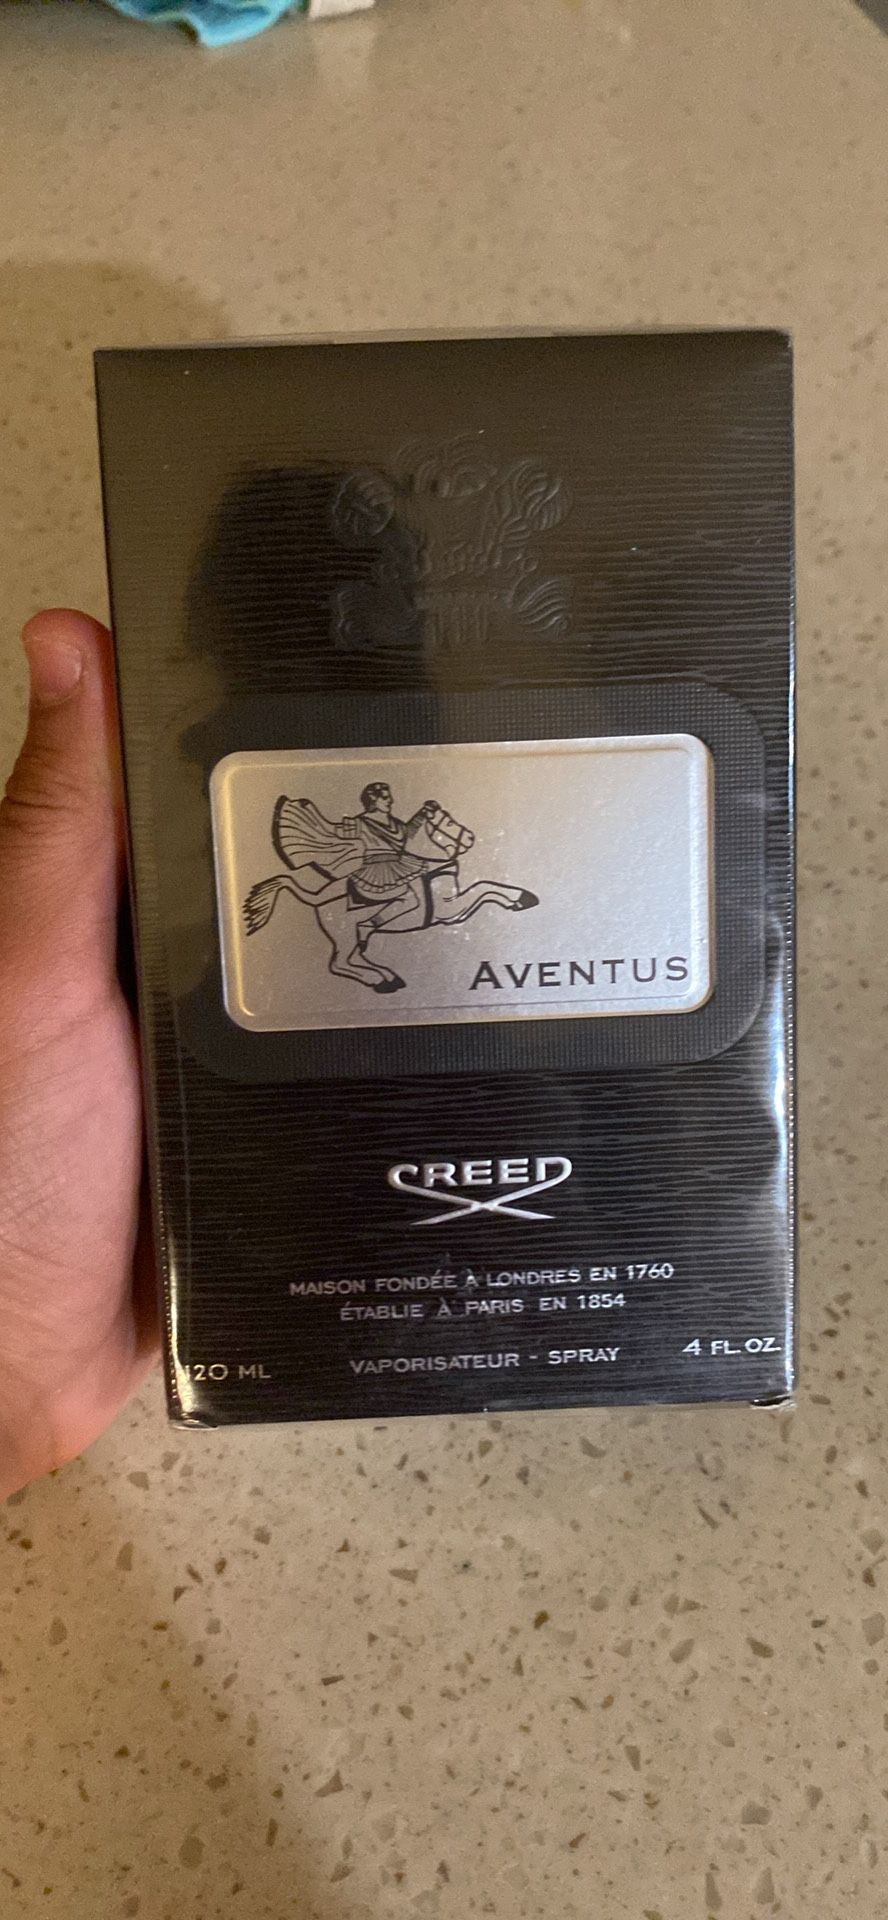 AVENTUS
CREED
MAISON FONDÉE À LONDRES EN 1760
ÉTABLIE À PARIS EN 1854
120 ML VAPORISATEUR - SPRAY 4 FL. OZ.